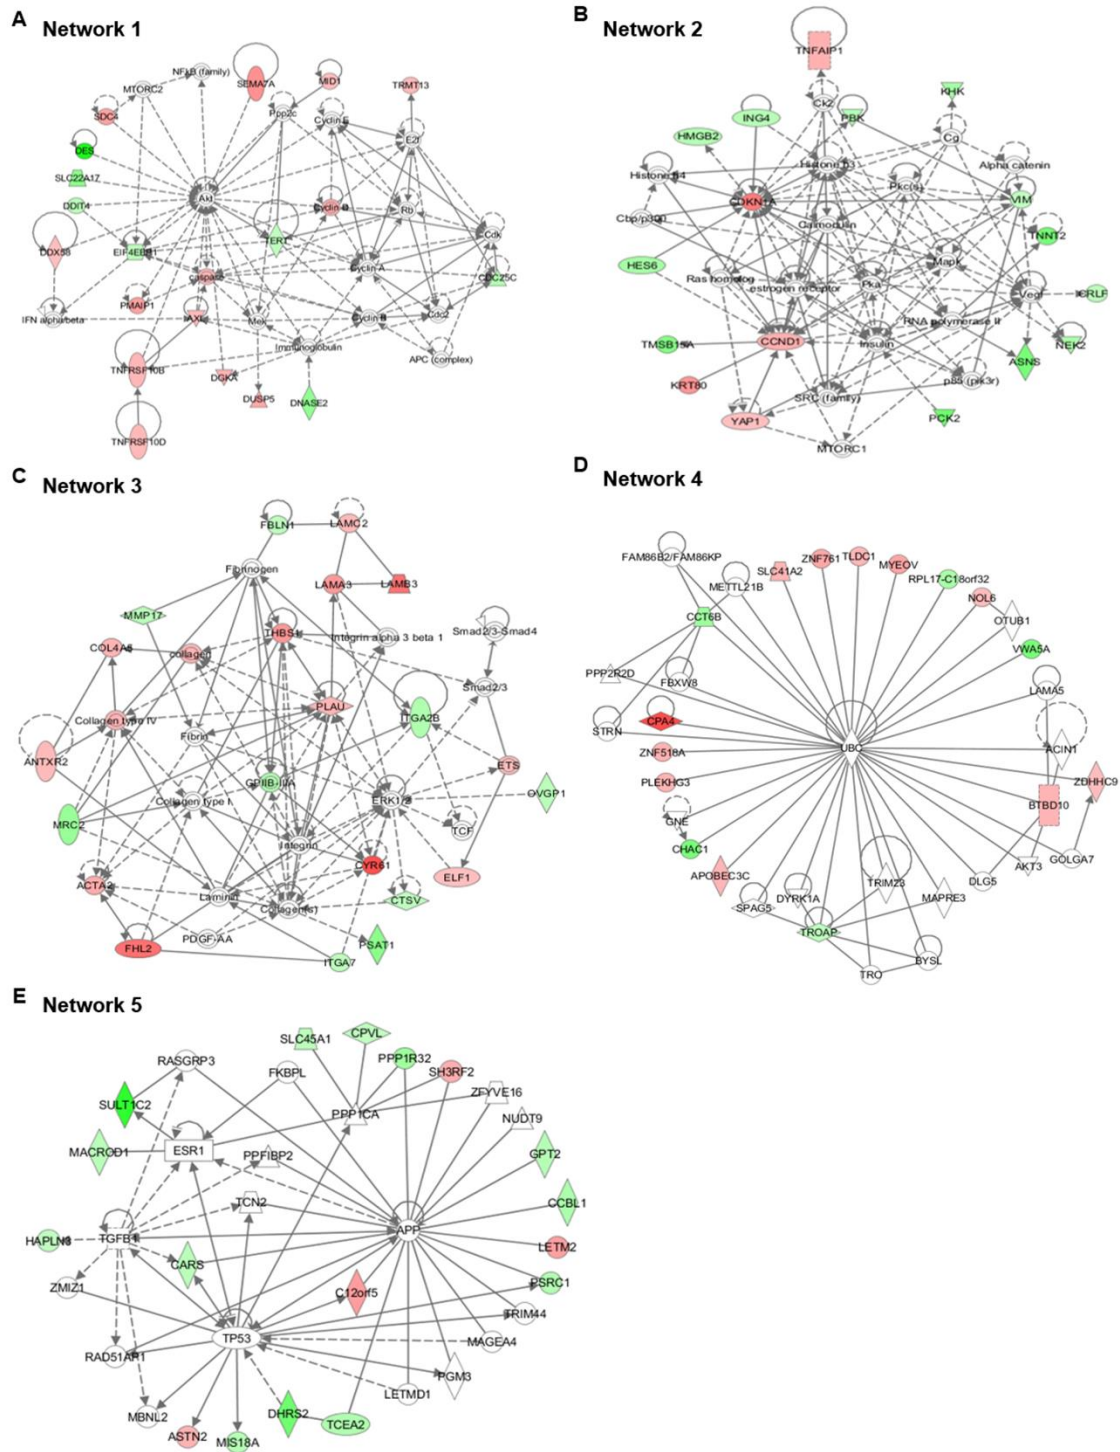 A
Network 1
NFkB (family)
MTORC2
SEMA7A
MID1
TRMT13
SDC4
Ppp2c
Cyclin E
E2f
DES
SLC22A17
Akt
DDIT4
Cyclin D
Rb
TERT
Cdk
DDX58
EIF4EBP1
Cyclin A
caspase
CDC25C
PMAIP1
AXL
IFN alpha/beta
Mek
Cyclin B
Cdc2
Immunoglobulin
APC (complex)
TNFRSF10B
DGKA
DUSP5
DNASE2
TNFRSF10D
B
Network 2
TNFAIP1
KHK
Ck2
ING4
PBK
HMGB2
Cg
Histone h3
Alpha catenin
Histone h4
Pkc(s)
CDKN1A
VIM
Cbp/p300
Calmodulin
TNNT2
HES6
Mapk
Ras homolog
estrogen receptor
Pka
Vegf
CRLF
RNA polymerase II
TMSB15A
CCND1
Insulin
NEK2
ASNS
KRT80
p85 (pik3r)
SRC (family)
YAP1
PCK2
MTORC1
C
Network 3
FBLN1
LAMC2
Fibrinogen
LAMA3
LAMB3
MMP17
THBS1
Integrin alpha 3 beta 1
Smad2/3-Smad4
COL4A5
collagen
Smad2/3
PLAU
Collagen type IV
ITGA2B
Fibrin
ANTXR2
ETS
GPIIB-IIIA
OVGP1
Collagen type I
ERK1/2
MRC2
TCF
Integrin
CYR61
ELF1
ACTA2
Laminin
CTSV
Collagen(s)
PDGF-AA
PSAT1
FHL2
ITGA7
D
Network 4
FAM86B2/FAM86KP
ZNF761
TLDC1
METTL21B
SLC41A2
MYEOV
RPL17-C18orf32
CCT6B
NOL6
OTUB1
VWA5A
PPP2R2D
FBXW8
LAMA5
CPA4
STRN
UBC
ACIN1
ZNF518A
ZDHHC9
PLEKHG3
BTBD10
GNE
CHAC1
GOLGA7
AKT3
APOBEC3C
DLG5
TRIM23
DYRK1A
MAPRE3
SPAG5
TROAP
BYSL
TRO
E
Network 5
SLC45A1
CPVL
PPP1R32
RASGRP3
FKBPL
SH3RF2
ZFYVE16
SULT1C2
PPP1CA
NUDT9
MACROD1
ESR1
PPFIBP2
GPT2
TCN2
CCBL1
APP
HAPLN3
TGFB1
LETM2
CARS
PSRC1
ZMIZ1
C12orf5
TRIM44
TP53
MAGEA4
RAD51AP1
PGM3
LETMD1
MBNL2
DHRS2
TCEA2
ASTN2
MIS18A